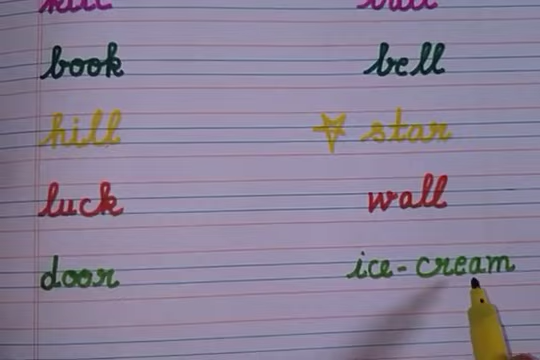 book bell
hill star
luck wall
door ice-cream